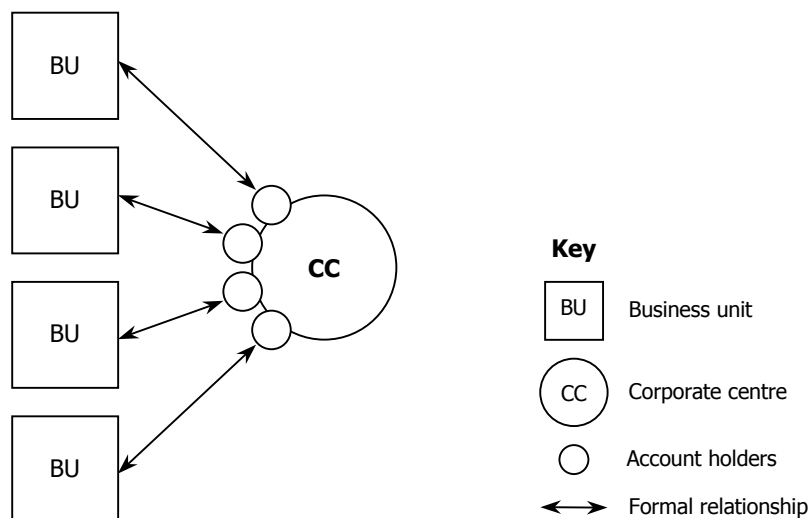 BU
BU
BU
BU
CC
Key
BU Business unit
CC Corporate centre
Account holders
Formal relationship